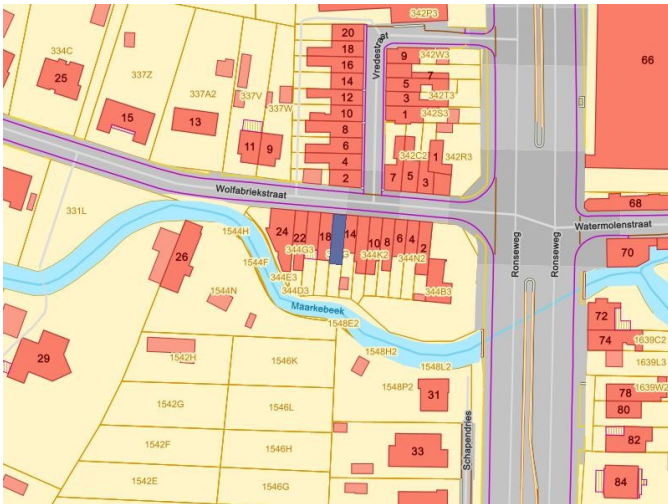 342P3
334C
25
337Z
15
337A2
13
337V
337W
11
9
20
18
16
14
12
10
8
6
4
2
Vredestraat
9
342W3
7
5
342T3
3
342S3
1
342C2
1
342R3
7
5
3
66
Wolfabriekstraat
331L
68
Watermolenstraat
Ronseweg
Ronseweg
70
1544H
24
22
18
14
10
8
6
4
2
344G3
344K2
344N2
1544F
344E3
344D3
344B3
26
1544N
Maarkebeek
1548E2
1548H2
1548L2
72
74
1639C2
1639L3
29
1542H
1546K
1548P2
31
78
1639W2
80
1542G
1546L
Schapendries
1542F
1546H
33
82
1542E
1546G
84